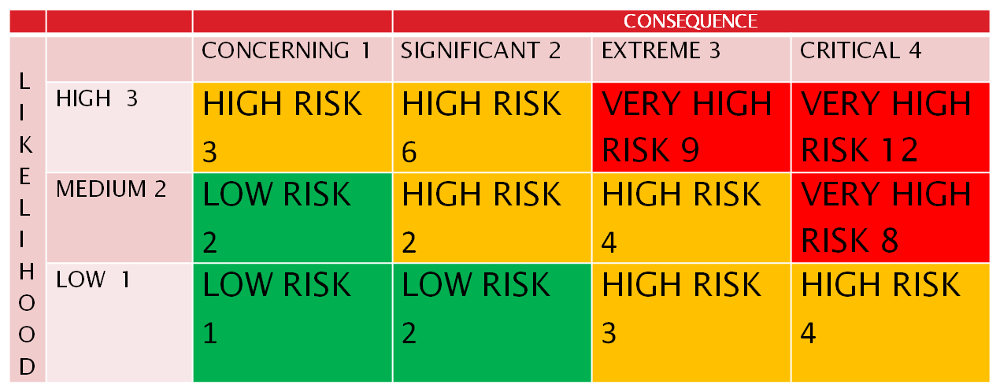 CONSEQUENCE
CONCERNING 1
SIGNIFICANT 2
EXTREME 3
CRITICAL 4
LIKELIHOOD
HIGH 3
HIGH RISK
3
HIGH RISK
6
VERY HIGH
RISK 9
VERY HIGH
RISK 12
MEDIUM 2
LOW RISK
2
HIGH RISK
2
HIGH RISK
4
VERY HIGH
RISK 8
LOW 1
LOW RISK
1
LOW RISK
2
HIGH RISK
3
HIGH RISK
4